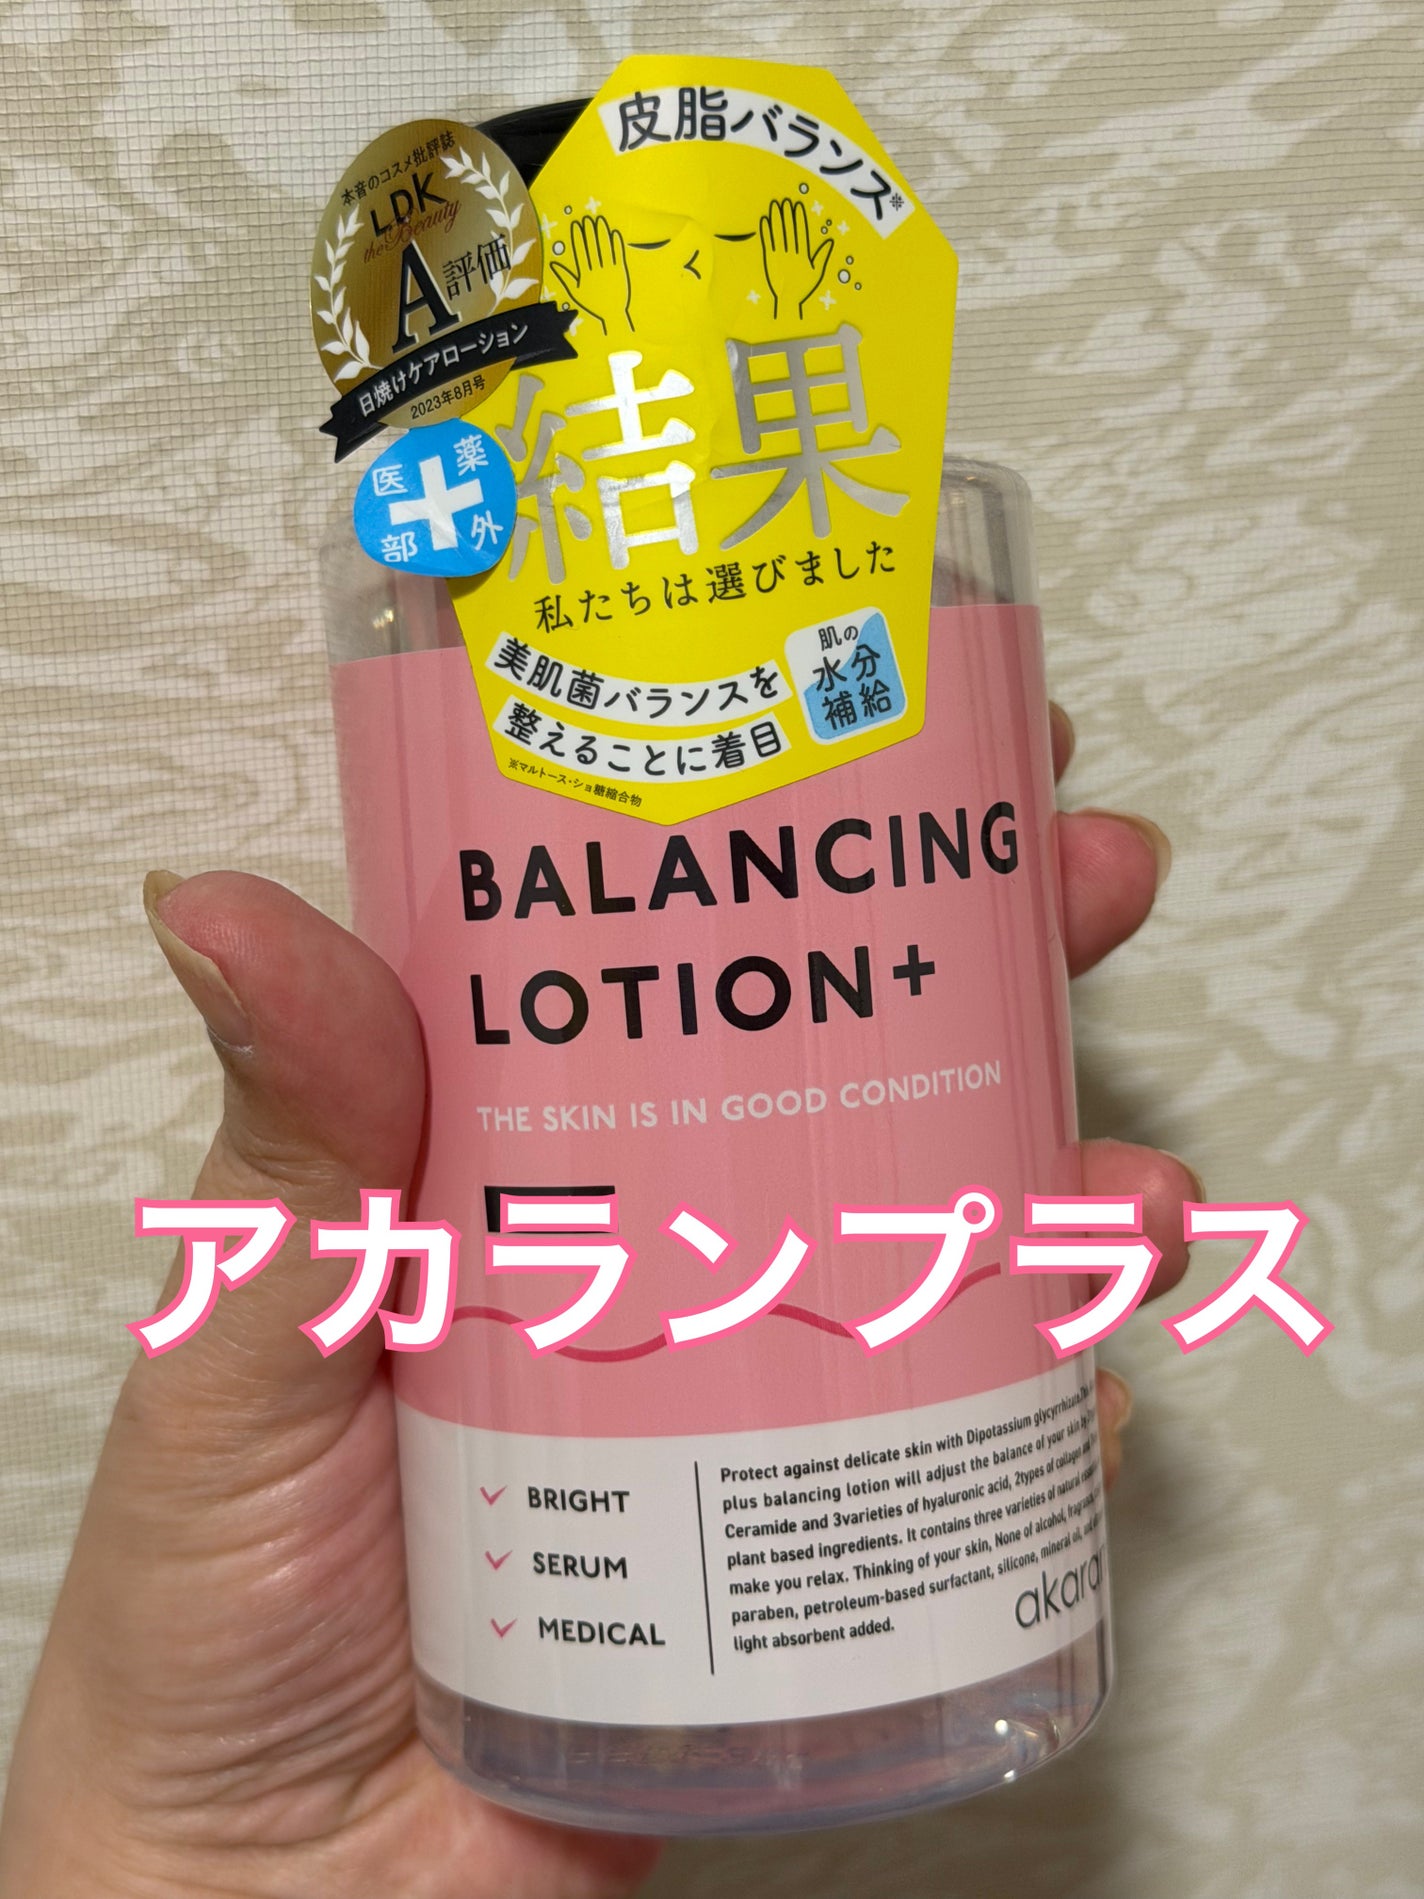 皮脂バランス※
本音のコスメ批評誌
LDK
the Beauty
A評価
日焼けケアローション
2023年8月号
医薬
部外
結果
私たちは選びました
美肌菌バランスを
整えることに着目
肌の
水分
補給
※マルトース・ショ糖縮合物
BALANCING
LOTION+
THE SKIN IS IN GOOD CONDITION
アカランプラス
BRIGHT
SERUM
MEDICAL
Protect against delicate skin with Dipotassium glycyrrhizate.
plus balancing lotion will adjust the balance of your skin by
Ceramide and 3varieties of hyaluronic acid, 2types of collagen and
plant based ingredients. It contains three varieties of natural
make you relax. Thinking of your skin, None of alcohol, fragrance,
paraben, petroleum-based surfactant, silicone, mineral oil, and
light absorbent added.
akaran